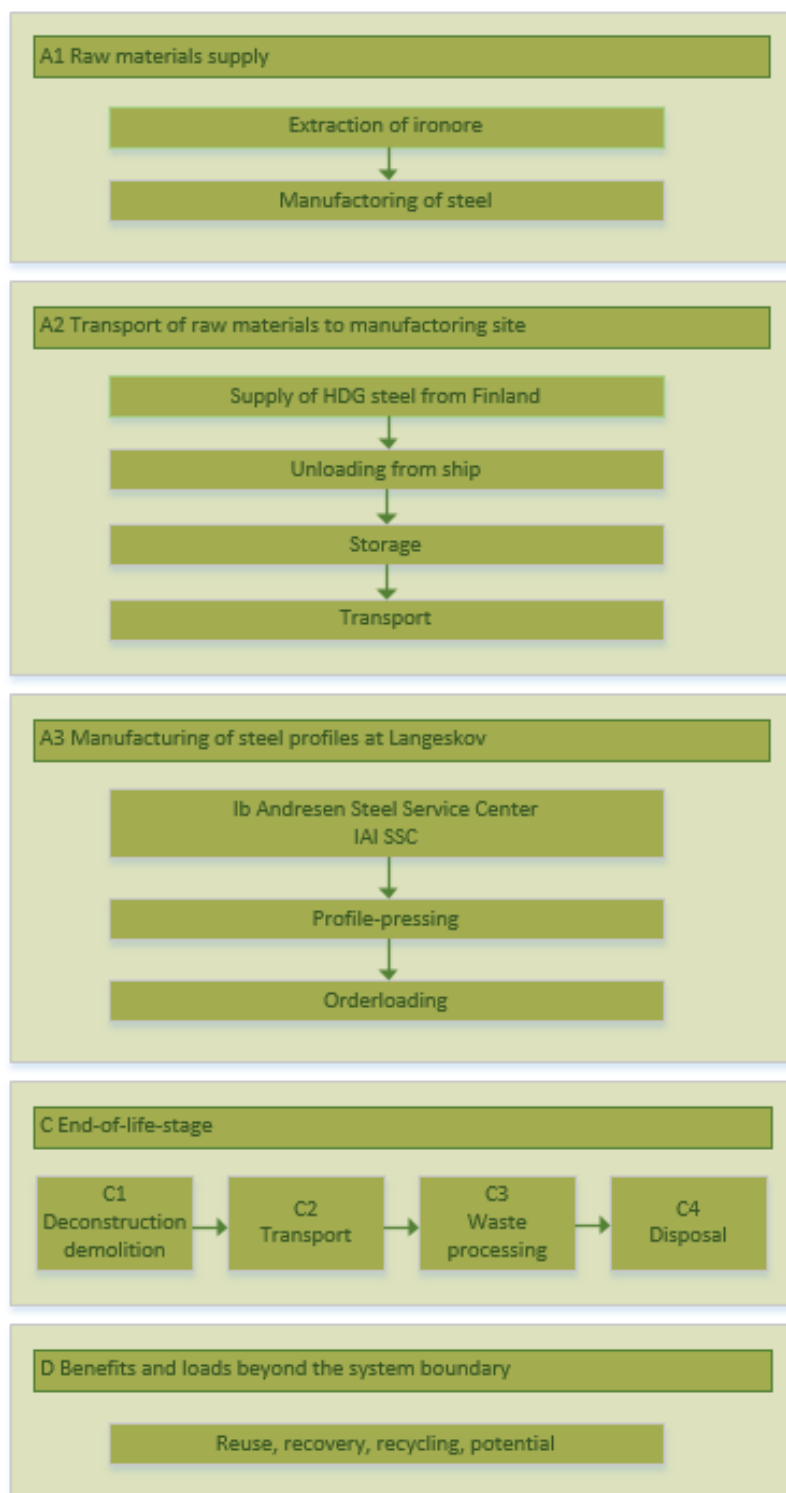 A1 Raw materials supply
Extraction of ironore
Manufactoring of steel
A2 Transport of raw materials to manufactoring site
Supply of HDG steel from Finland
Unloading from ship
Storage
Transport
A3 Manufacturing of steel profiles at Langeskov
Ib Andresen Steel Service Center
IAI SSC
Profile-pressing
Orderloading
C End-of-life-stage
C1
Deconstruction
demolition
C2
Transport
C3
Waste
processing
C4
Disposal
D Benefits and loads beyond the system boundary
Reuse, recovery, recycling, potential